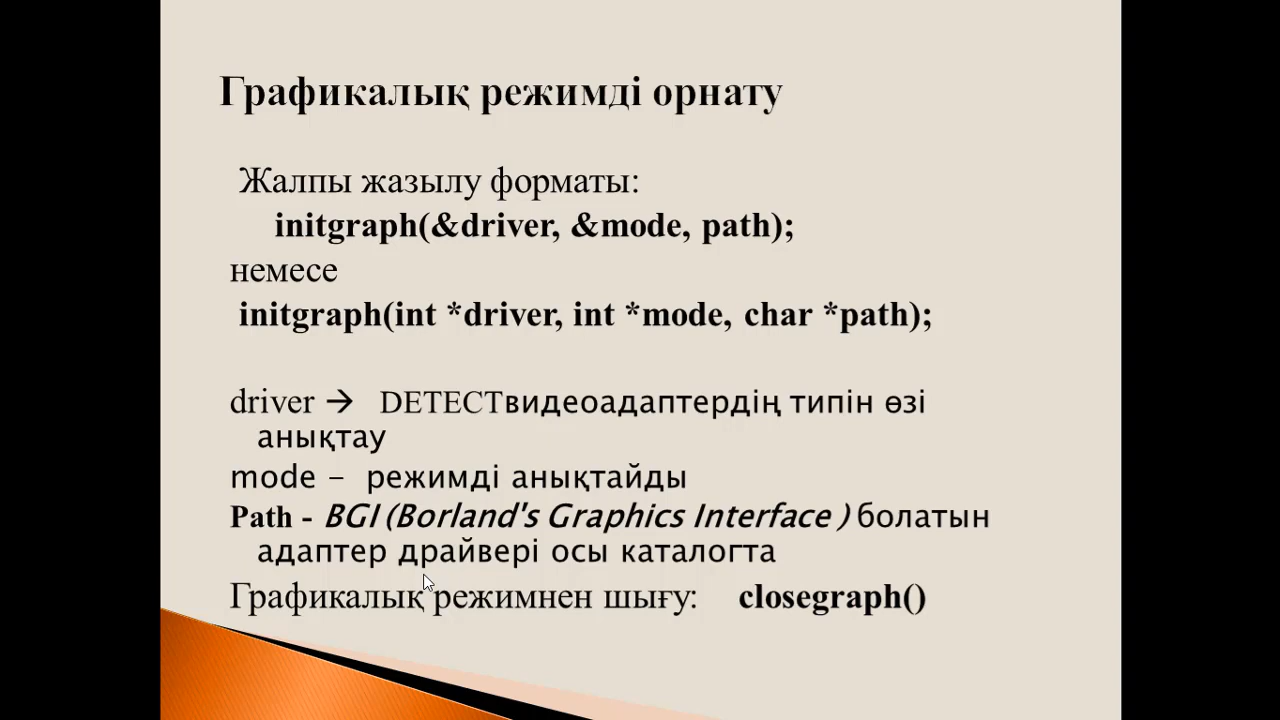 Графикалық режимді орнату
Жалпы жазылу форматы:
initgraph(&driver, &mode, path);
немесе
initgraph(int *driver, int *mode, char *path);
driver → DETECTвидеоадаптердің типін өзі
анықтау
mode – режимді анықтайды
Path - BGI (Borland's Graphics Interface ) болатын
адаптер драйвері осы каталогта
Графикалық режимнен шығу: closegraph()